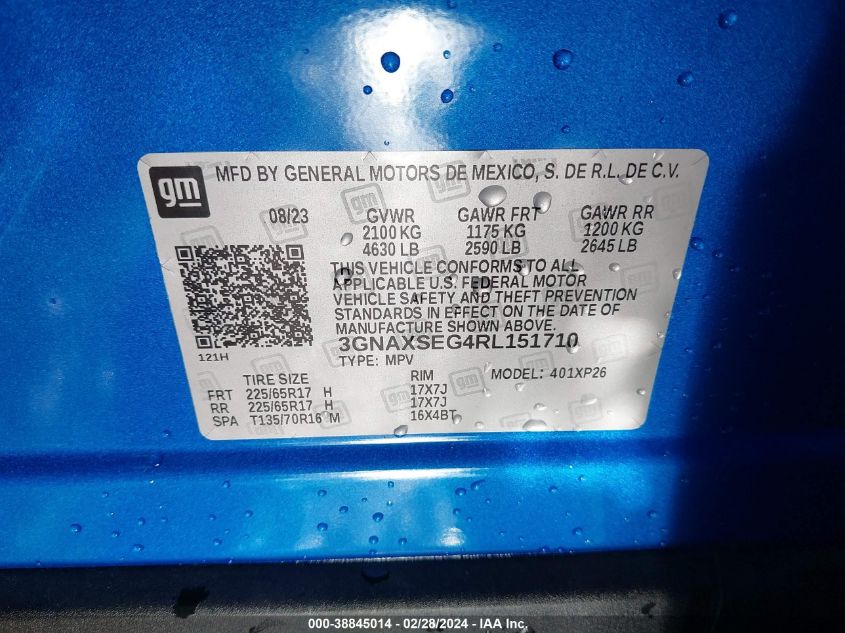 gm MFD BY GENERAL MOTORS DE MEXICO, S. DE R.L. DE C.V.
08/23 GVWR GAWR FRT GAWR RR
2100 KG 1175 KG 1200 KG
4630 LB 2590 LB 2645 LB
THIS VEHICLE CONFORMS TO ALL
APPLICABLE U.S. FEDERAL MOTOR
VEHICLE SAFETY AND THEFT PREVENTION
STANDARDS IN EFFECT ON THE DATE OF
MANUFACTURE SHOWN ABOVE.
3GNAXSEG4RL151710
121H TYPE: MPV
TIRE SIZE RIM MODEL: 401XP26
FRT 225/65R17 H 17X7J
RR 225/65R17 H 17X7J
SPA T135/70R16 M 16X4BT
000-38845014 - 02/28/2024 - IAA Inc.